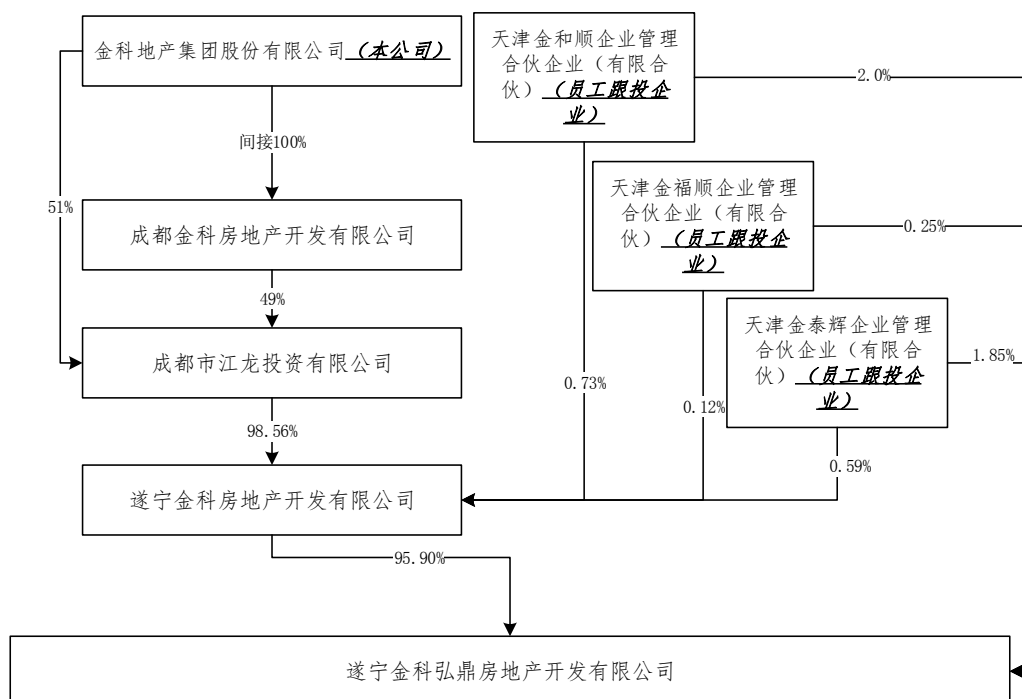 金科地产集团股份有限公司（本公司）
天津金和顺企业管理
合伙企业（有限合
伙）（员工跟投企
业）
2.0%
间接100%
天津金福顺企业管理
合伙企业（有限合
伙）（员工跟投企
业）
0.25%
51%
成都金科房地产开发有限公司
49%
天津金泰辉企业管理
合伙企业（有限合
伙）（员工跟投企
业）
1.85%
成都市江龙投资有限公司
0.73%
0.12%
98.56%
0.59%
遂宁金科房地产开发有限公司
95.90%
遂宁金科弘鼎房地产开发有限公司